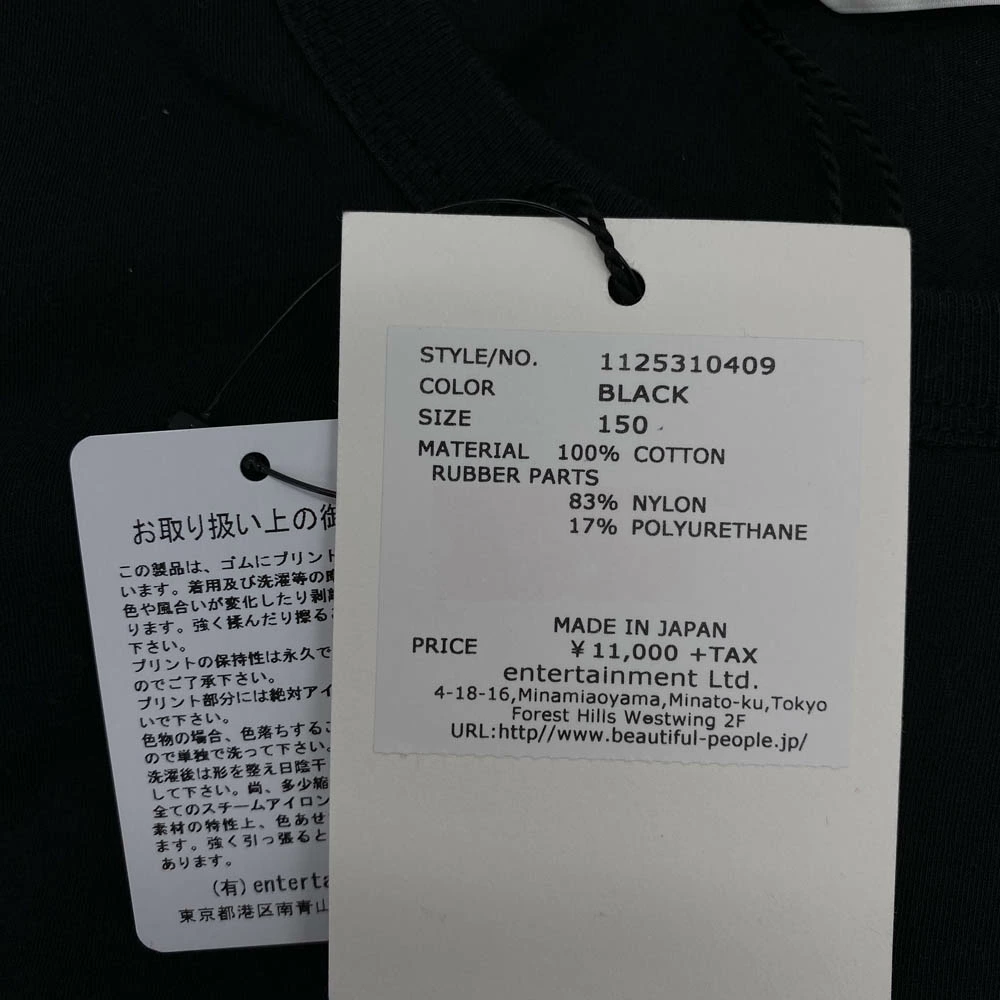 STYLE/NO. 1125310409
COLOR BLACK
SIZE 150
MATERIAL 100% COTTON
RUBBER PARTS
83% NYLON
17% POLYURETHANE
MADE IN JAPAN
PRICE ¥ 11,000 +TAX
entertainment Ltd.
4-18-16,Minamiaoyama,Minato-ku,Tokyo
Forest Hills Westwing 2F
URL:http//www.beautiful-people.jp/
お取り扱い上の御
この製品は、ゴムにプリント
います。着用及び洗濯等の摩
色や風合いが変化したり剥離
ります。強く揉んだり擦るこ
下さい。
プリントの保持性は永久で
のでご了承下さい。
プリント部分には絶対アイ
いで下さい。
色物の場合、色落ちするこ
ので単独で洗って下さい。
洗濯後は形を整え日陰干
して下さい。尚、多少縮
全てのスチームアイロン
素材の特性上、色あせ
ます。強く引っ張ると
あります。
(有)enterta
東京都港区南青山